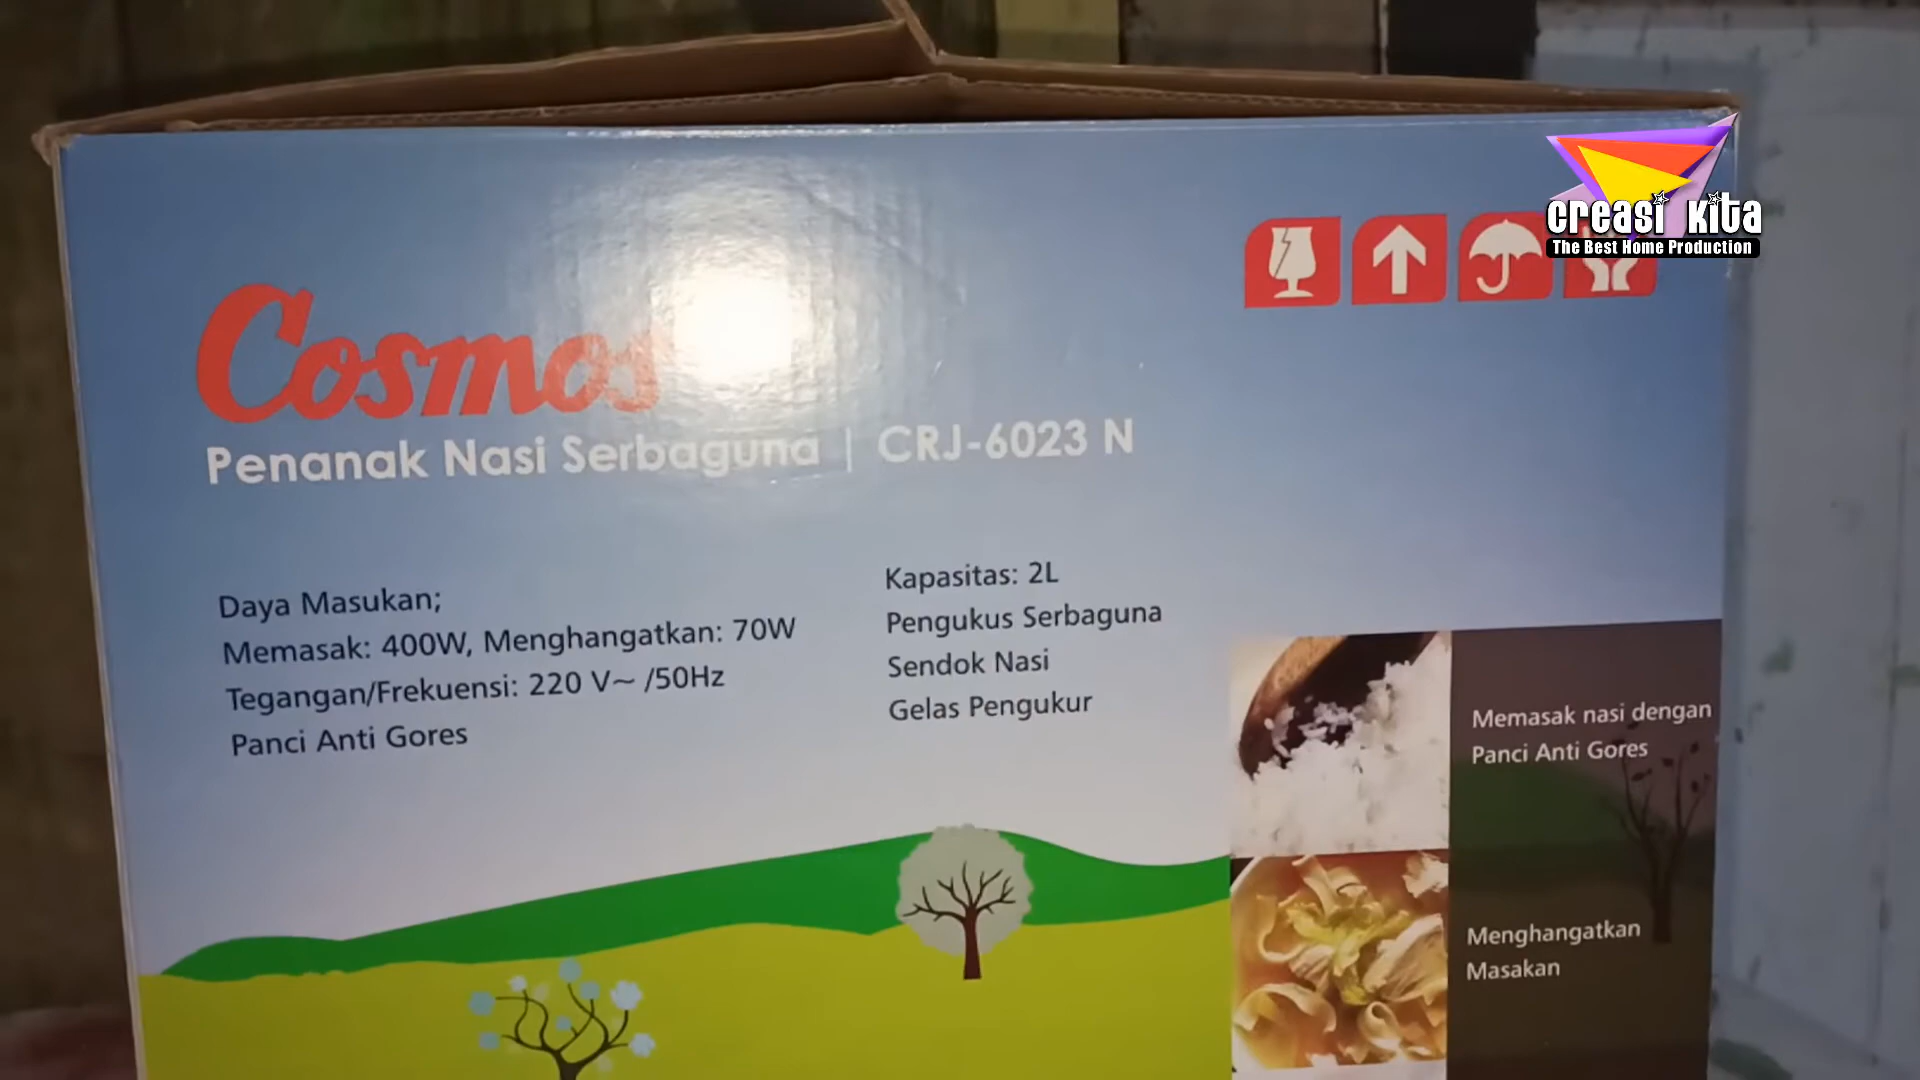 creasi kita
The Best Home Production
Cosmos
Penanak Nasi Serbaguna | CRJ-6023 N
Daya Masukan;
Memasak: 400W, Menghangatkan: 70W
Tegangan/Frekuensi: 220 V~ /50Hz
Panci Anti Gores
Kapasitas: 2L
Pengukus Serbaguna
Sendok Nasi
Gelas Pengukur
Memasak nasi dengan
Panci Anti Gores
Menghangatkan
Masakan